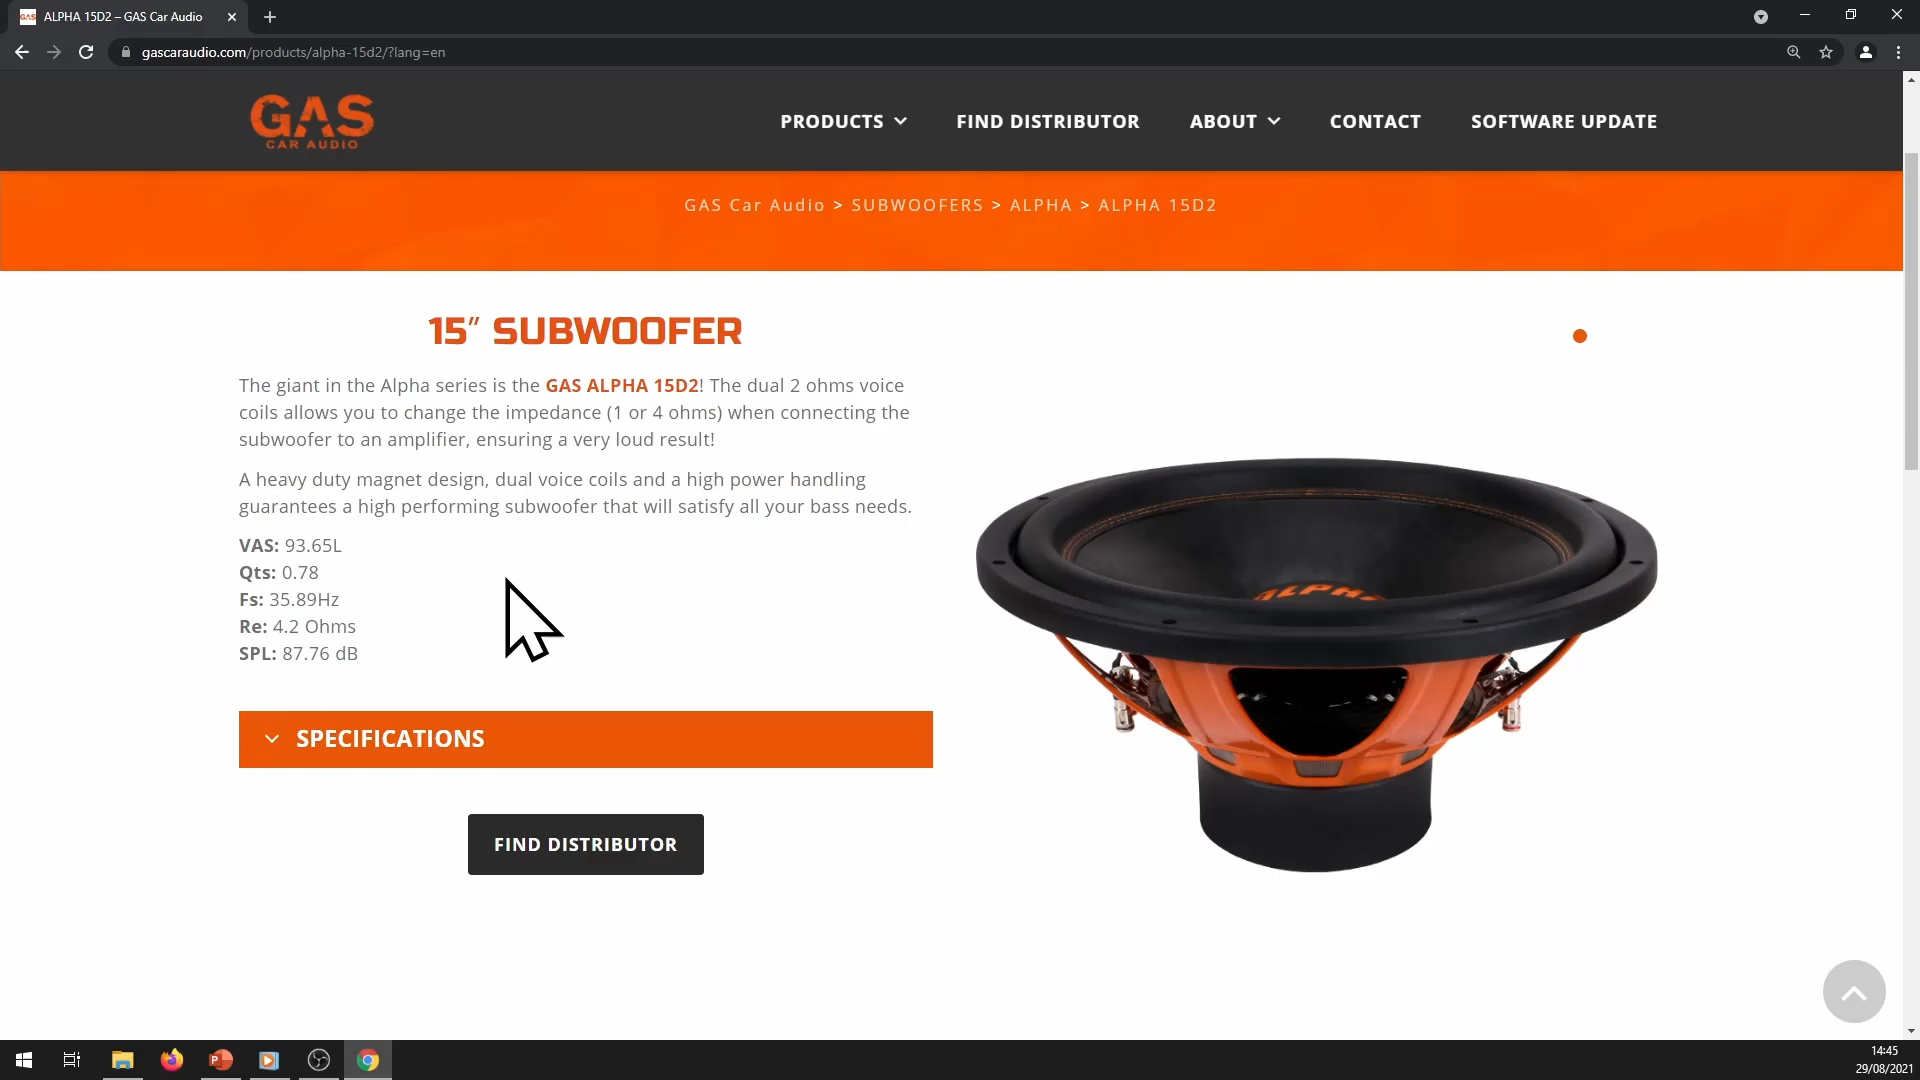 ALPHA 15D2 – GAS Car Audio
gascaraudio.com/products/alpha-15d2/?lang=en
GAS
CAR AUDIO
PRODUCTS FIND DISTRIBUTOR ABOUT CONTACT SOFTWARE UPDATE
GAS Car Audio > SUBWOOFERS > ALPHA > ALPHA 15D2
15″ SUBWOOFER
The giant in the Alpha series is the GAS ALPHA 15D2! The dual 2 ohms voice
coils allows you to change the impedance (1 or 4 ohms) when connecting the
subwoofer to an amplifier, ensuring a very loud result!
A heavy duty magnet design, dual voice coils and a high power handling
guarantees a high performing subwoofer that will satisfy all your bass needs.
VAS: 93.65L
Qts: 0.78
Fs: 35.89Hz
Re: 4.2 Ohms
SPL: 87.76 dB
ALPHA
SPECIFICATIONS
FIND DISTRIBUTOR
14:45
29/08/2021